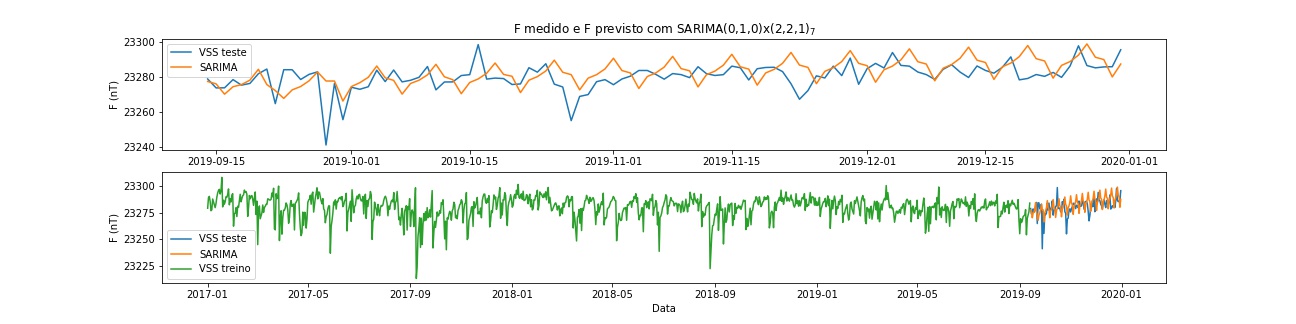 F medido e F previsto com SARIMA(0,1,0)x(2,2,1)₇
23300
23280
23260
23240
F (nT)
VSS teste
SARIMA
2019-09-15 2019-10-01 2019-10-15 2019-11-01 2019-11-15 2019-12-01 2019-12-15 2020-01-01
23300
23275
23250
23225
F (nT)
VSS teste
SARIMA
VSS treino
2017-01 2017-05 2017-09 2018-01 2018-05 2018-09 2019-01 2019-05 2019-09 2020-01
Data